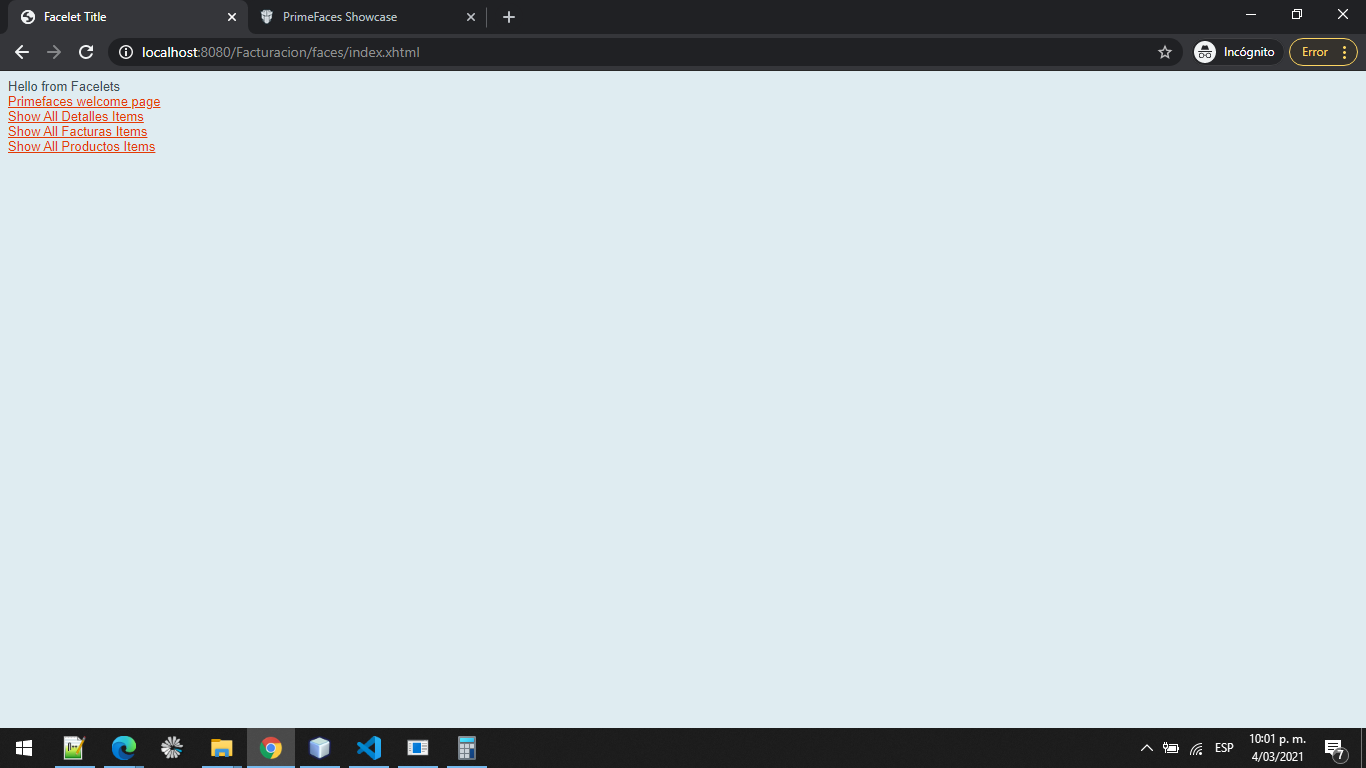 Facelet Title
PrimeFaces Showcase
localhost:8080/Facturacion/faces/index.xhtml
Incógnito
Error
Hello from Facelets
Primefaces welcome page
Show All Detalles Items
Show All Facturas Items
Show All Productos Items
ESP
10:01 p. m.
4/03/2021
7